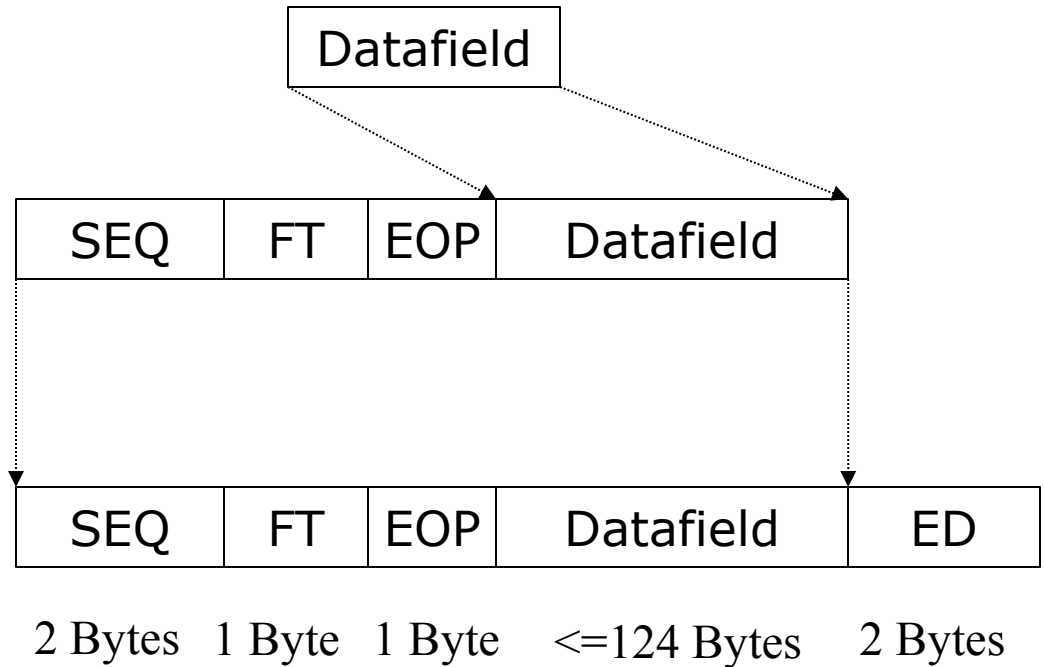 Datafield
SEQ FT EOP Datafield
SEQ FT EOP Datafield ED
2 Bytes 1 Byte 1 Byte <=124 Bytes 2 Bytes